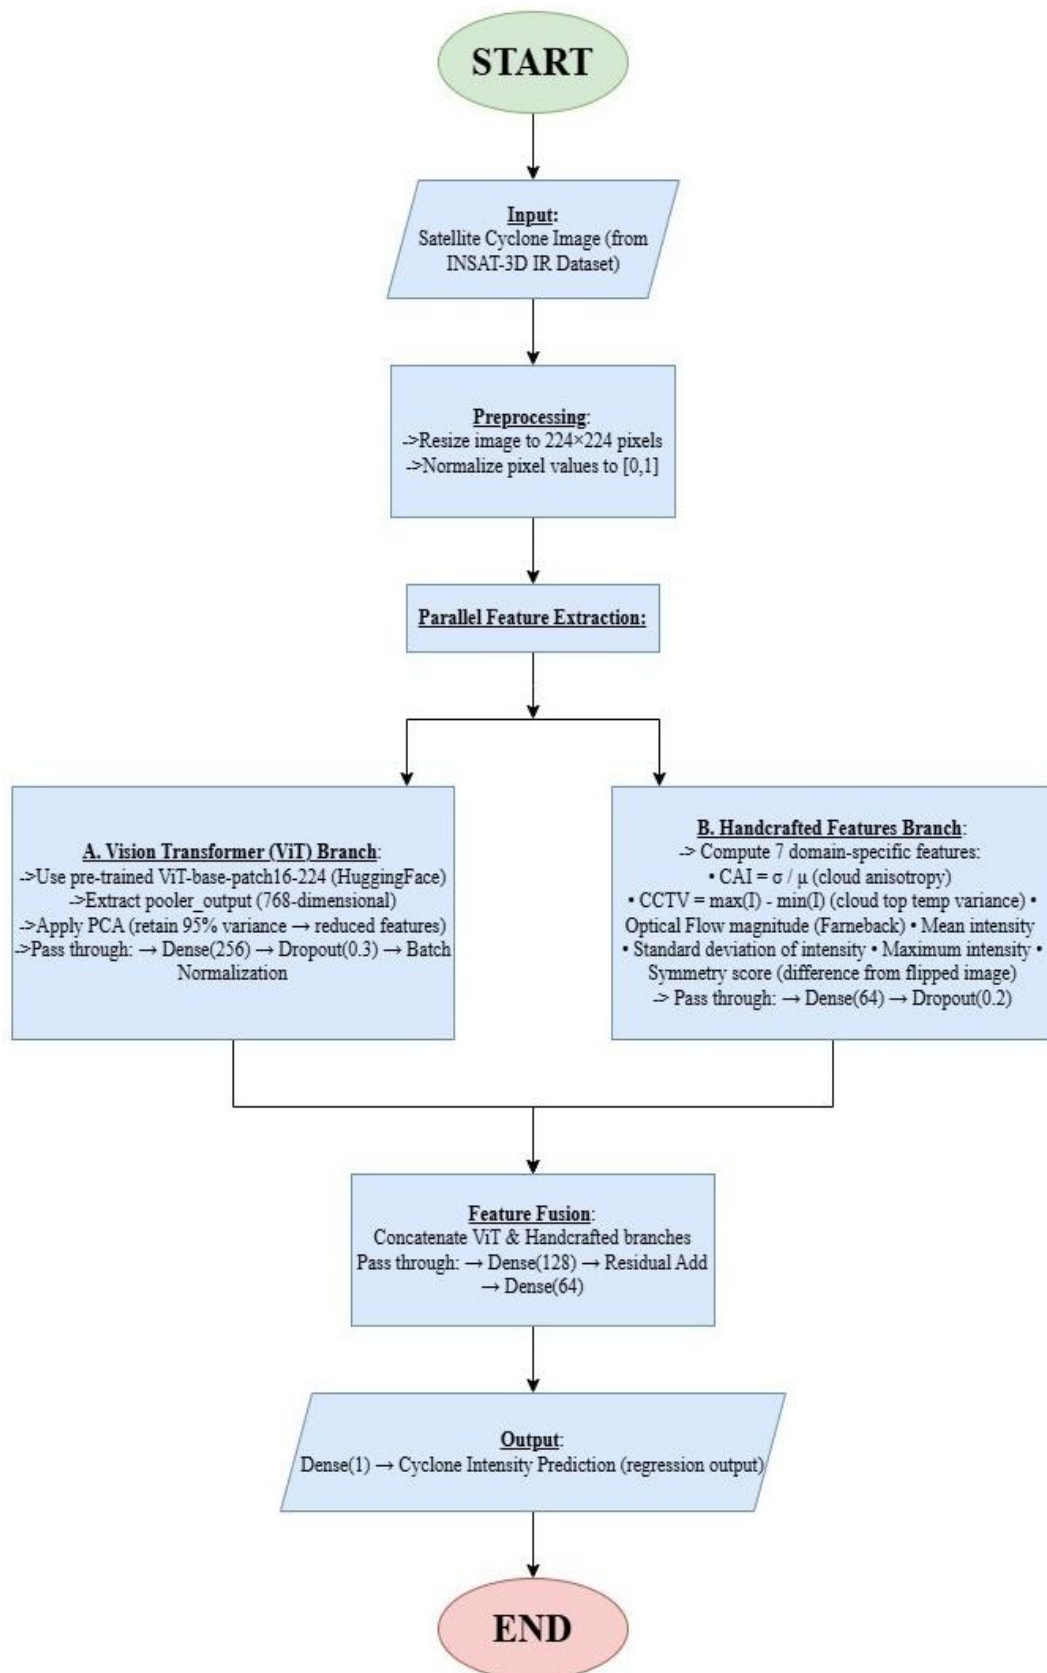 START
Input:
Satellite Cyclone Image (from
INSAT-3D IR Dataset)
Preprocessing:
->Resize image to 224×224 pixels
->Normalize pixel values to [0,1]
Parallel Feature Extraction:
A. Vision Transformer (ViT) Branch:
->Use pre-trained ViT-base-patch16-224 (HuggingFace)
->Extract pooler_output (768-dimensional)
->Apply PCA (retain 95% variance → reduced features)
->Pass through: → Dense(256) → Dropout(0.3) → Batch
Normalization
B. Handcrafted Features Branch:
-> Compute 7 domain-specific features:
• CAI = σ / μ (cloud anisotropy)
• CCTV = max(I) - min(I) (cloud top temp variance) •
Optical Flow magnitude (Farneback) • Mean intensity
• Standard deviation of intensity • Maximum intensity •
Symmetry score (difference from flipped image)
-> Pass through: → Dense(64) → Dropout(0.2)
Feature Fusion:
Concatenate ViT & Handcrafted branches
Pass through: → Dense(128) → Residual Add
→ Dense(64)
Output:
Dense(1) → Cyclone Intensity Prediction (regression output)
END